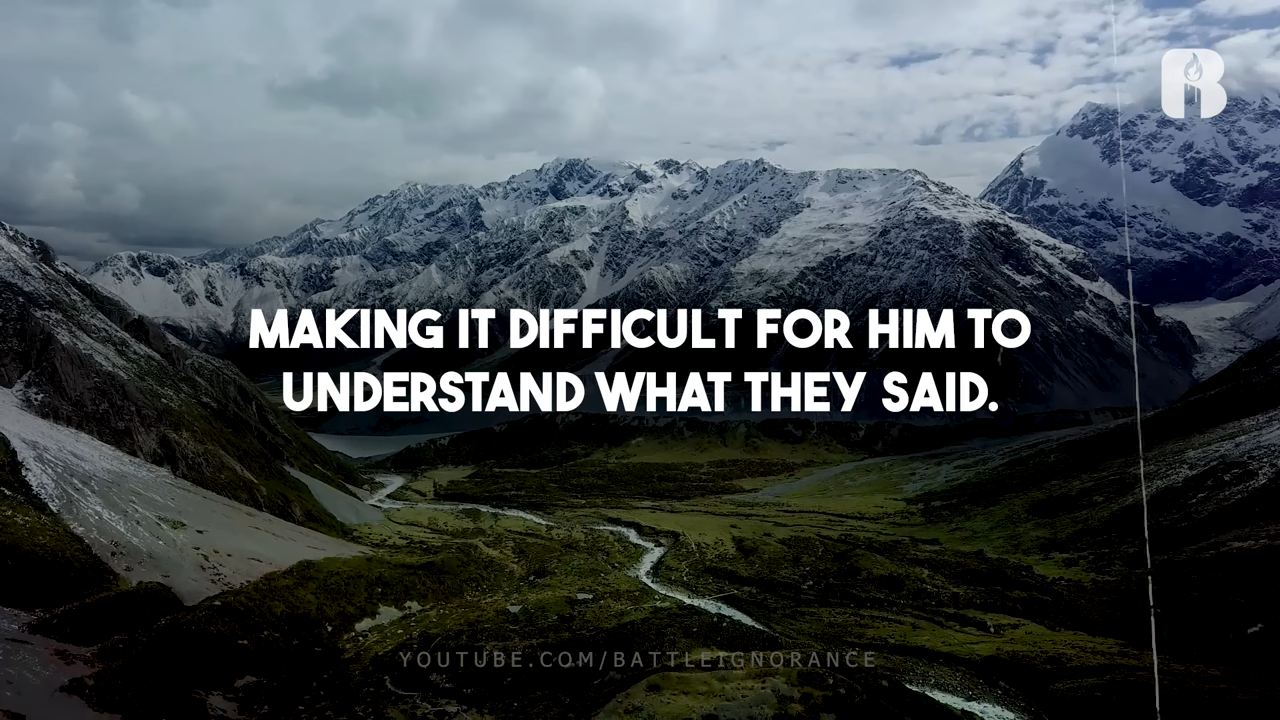 MAKING IT DIFFICULT FOR HIM TO
UNDERSTAND WHAT THEY SAID.
YOUTUBE.COM/BATTLEIGNORANCE